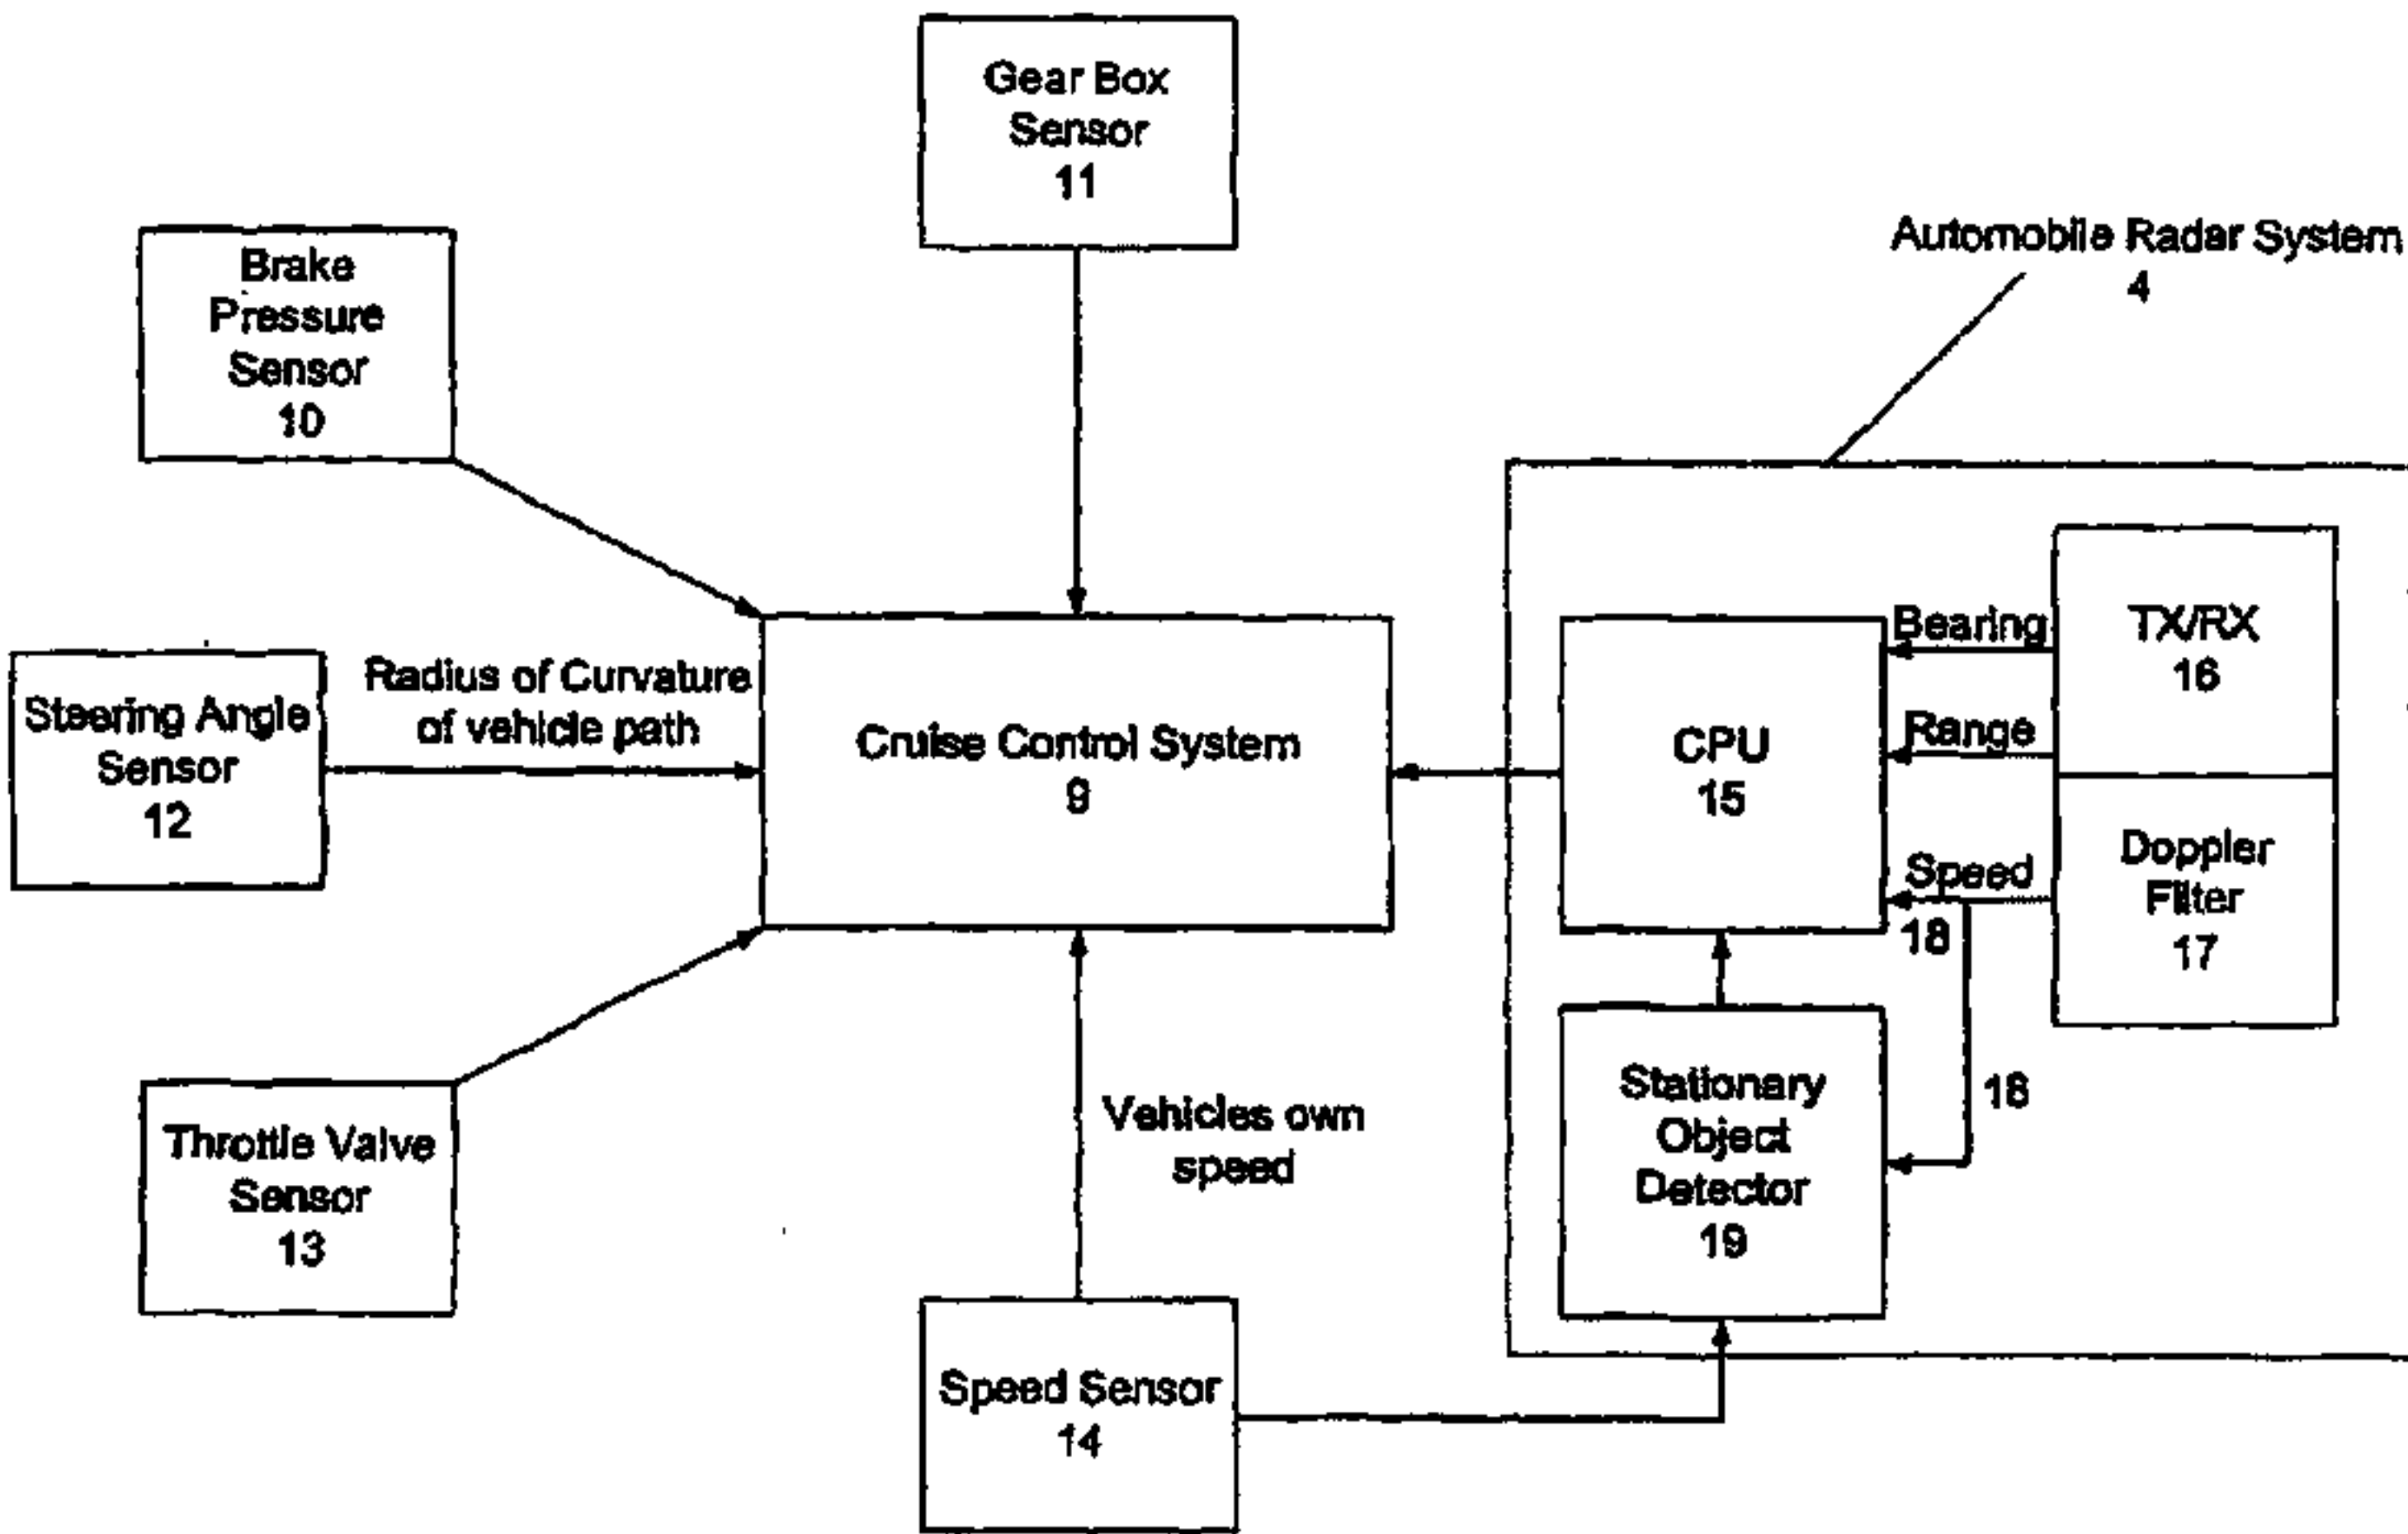 Gear Box
Sensor
11
Automobile Radar System
4
Brake
Pressure
Sensor
10
Steering Angle
Sensor
12
Radius of Curvature
of vehicle path
Cruise Control System
9
CPU
15
Bearing
Range
Speed
18
TX/RX
16
Doppler
Filter
17
Throttle Valve
Sensor
13
Vehicles own
speed
Stationary
Object
Detector
19
18
Speed Sensor
14